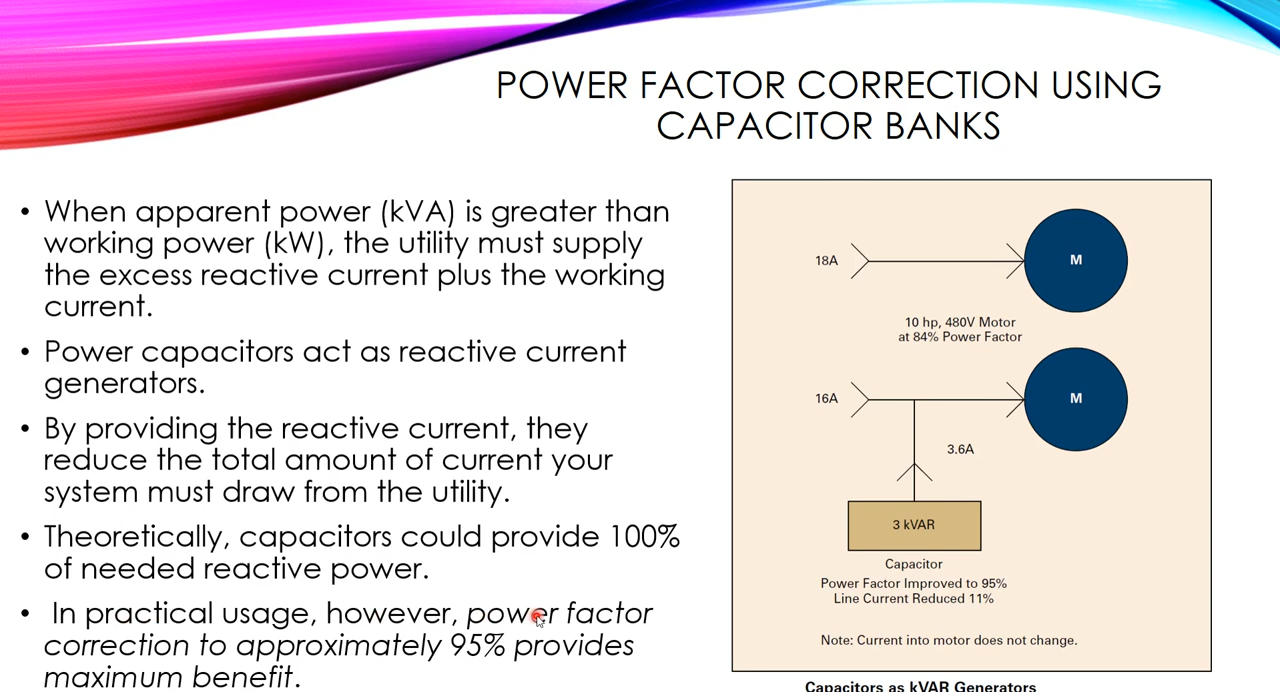 POWER FACTOR CORRECTION USING
CAPACITOR BANKS
• When apparent power (kVA) is greater than
working power (kW), the utility must supply
the excess reactive current plus the working
current.
• Power capacitors act as reactive current
generators.
• By providing the reactive current, they
reduce the total amount of current your
system must draw from the utility.
• Theoretically, capacitors could provide 100%
of needed reactive power.
• In practical usage, however, power factor
correction to approximately 95% provides
maximum benefit.
18A
M
10 hp, 480V Motor
at 84% Power Factor
16A
M
3.6A
3 kVAR
Capacitor
Power Factor Improved to 95%
Line Current Reduced 11%
Note: Current into motor does not change.
Capacitors as kVAR Generators